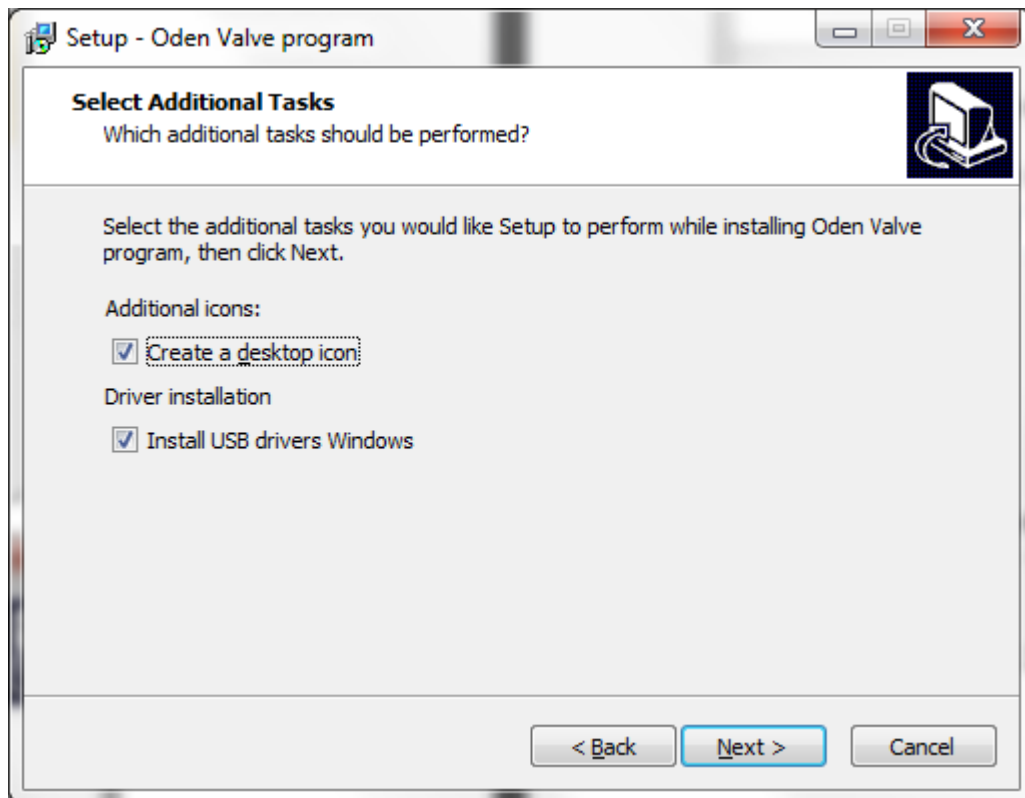 Setup - Oden Valve program
Select Additional Tasks
Which additional tasks should be performed?
Select the additional tasks you would like Setup to perform while installing Oden Valve
program, then click Next.
Additional icons:
Create a desktop icon
Driver installation
Install USB drivers Windows
< Back Next > Cancel